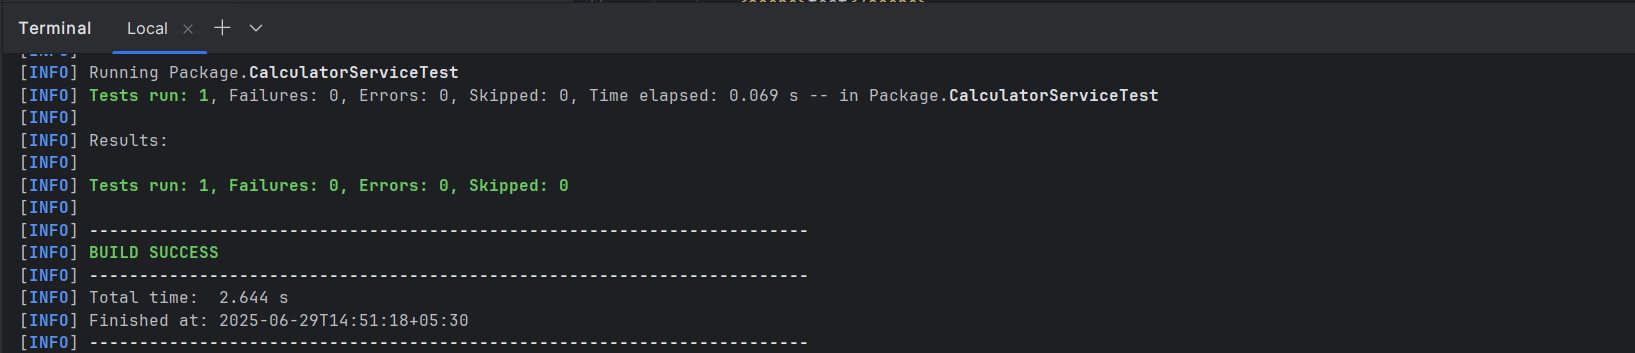 Terminal Local
[INFO] Running Package.CalculatorServiceTest
[INFO] Tests run: 1, Failures: 0, Errors: 0, Skipped: 0, Time elapsed: 0.069 s -- in Package.CalculatorServiceTest
[INFO]
[INFO] Results:
[INFO]
[INFO] Tests run: 1, Failures: 0, Errors: 0, Skipped: 0
[INFO]
[INFO] ------------------------------------------------------------------------
[INFO] BUILD SUCCESS
[INFO] ------------------------------------------------------------------------
[INFO] Total time:  2.644 s
[INFO] Finished at: 2025-06-29T14:51:18+05:30
[INFO] ------------------------------------------------------------------------